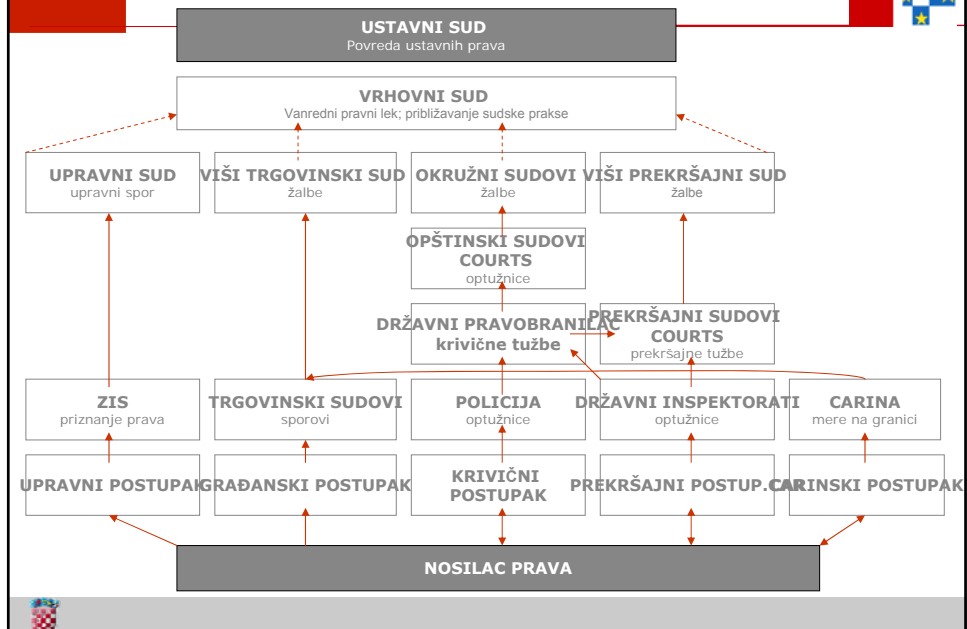 USTAVNI SUD
Povreda ustavnih prava
VRHOVNI SUD
Vanredni pravni lek; približavanje sudske prakse
UPRAVNI SUD
upravni spor
VIŠI TRGOVINSKI SUD
žalbe
OKRUŽNI SUDOVI
žalbe
VIŠI PREKRŠAJNI SUD
žalbe
OPŠTINSKI SUDOVI
COURTS
optužnice
DRŽAVNI PRAVOBRANILAC
krivične tužbe
PREKRŠAJNI SUDOVI
COURTS
prekršajne tužbe
ZIS
priznanje prava
TRGOVINSKI SUDOVI
sporovi
POLICIJA
optužnice
DRŽAVNI INSPEKTORATI
optužnice
CARINA
mere na granici
UPRAVNI POSTUPAK
GRAĐANSKI POSTUPAK
KRIVIČNI
POSTUPAK
PREKRŠAJNI POSTUP.
CARINSKI POSTUPAK
NOSILAC PRAVA